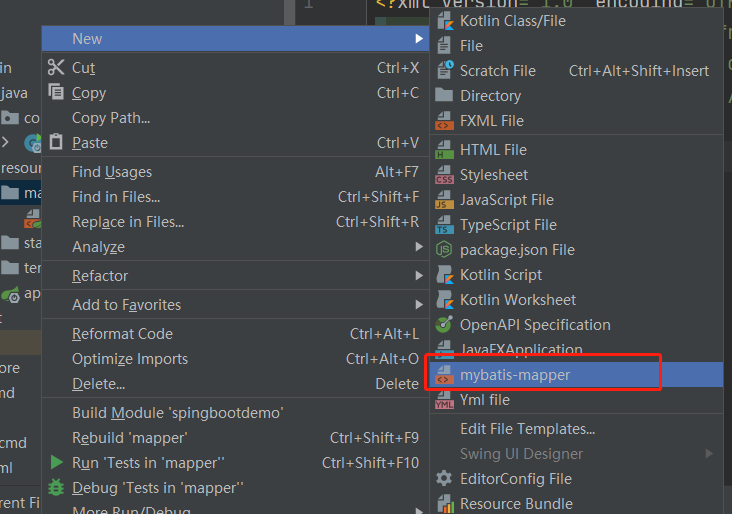 1
<?xml version="1.0" encoding="UTF
New
Cut Ctrl+X
Copy Ctrl+C
Copy Path...
Paste Ctrl+V
Find Usages Alt+F7
Find in Files... Ctrl+Shift+F
Replace in Files... Ctrl+Shift+R
Analyze
Refactor
Add to Favorites
Reformat Code Ctrl+Alt+L
Optimize Imports Ctrl+Alt+O
Delete... Delete
Build Module 'spingbootdemo'
Rebuild 'mapper' Ctrl+Shift+F9
Run 'Tests in 'mapper'' Ctrl+Shift+F10
Debug 'Tests in 'mapper''
More Run/Debug
Kotlin Class/File
File
Scratch File Ctrl+Alt+Shift+Insert
Directory
FXML File
HTML File
Stylesheet
JavaScript File
TypeScript File
package.json File
Kotlin Script
Kotlin Worksheet
OpenAPI Specification
JavaFXApplication
mybatis-mapper
Yml file
Edit File Templates...
Swing UI Designer
EditorConfig File
Resource Bundle
in
java
co
resour
ma
sta
ter
ap
t
ore
md
cmd
ml
rent Fi